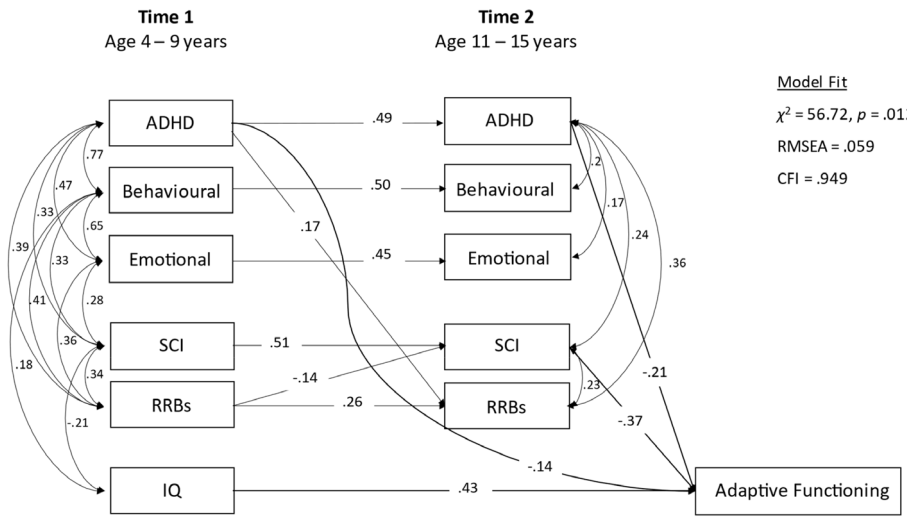 Time 1
Age 4 – 9 years
Time 2
Age 11 – 15 years
Model Fit
χ² = 56.72, p = .01
RMSEA = .059
CFI = .949
ADHD
Behavioural
Emotional
SCI
RRBs
IQ
ADHD
Behavioural
Emotional
SCI
RRBs
Adaptive Functioning
.77
.47
.33
.65
.39
.33
.28
.41
.36
.34
.18
-.21
.49
.50
.17
.45
.51
-.14
.26
-.14
.43
.2
.17
.24
.36
.23
-.21
-.37